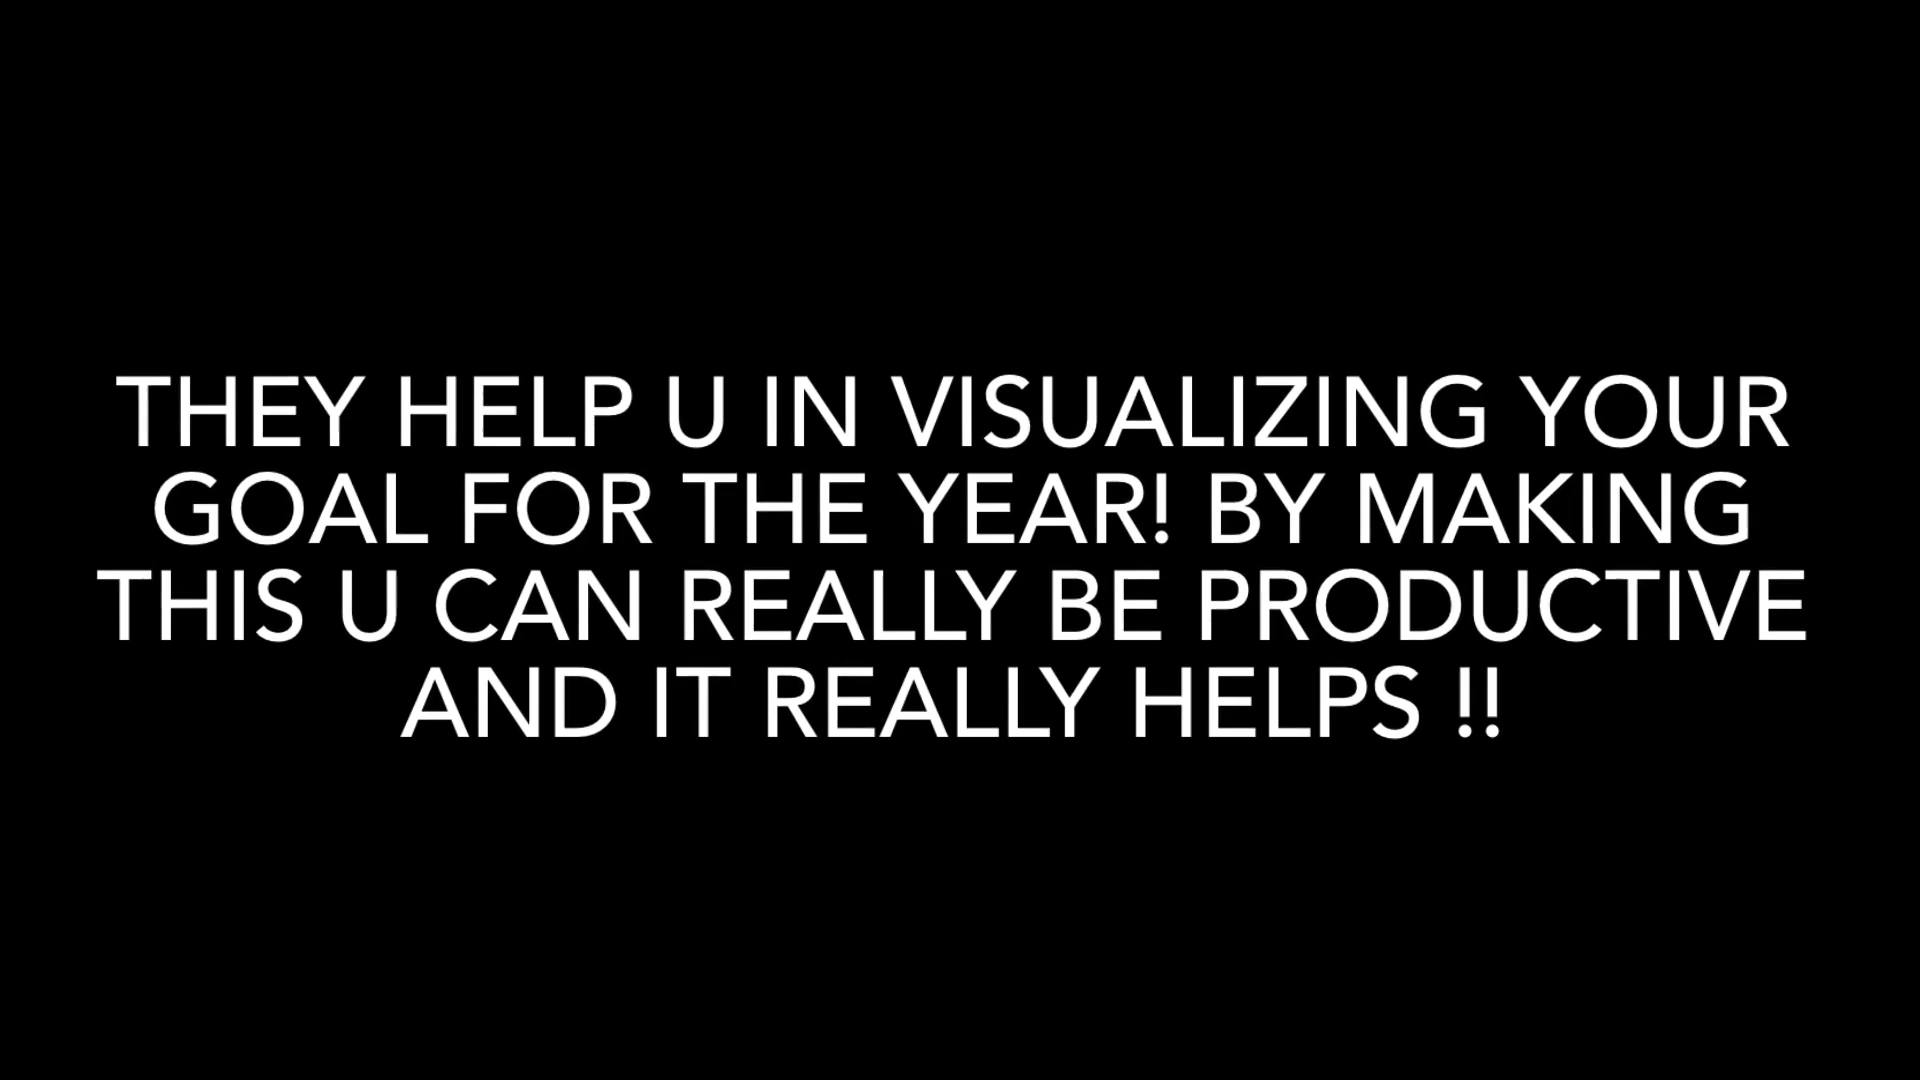 THEY HELP U IN VISUALIZING YOUR
GOAL FOR THE YEAR! BY MAKING
THIS U CAN REALLY BE PRODUCTIVE
AND IT REALLY HELPS !!